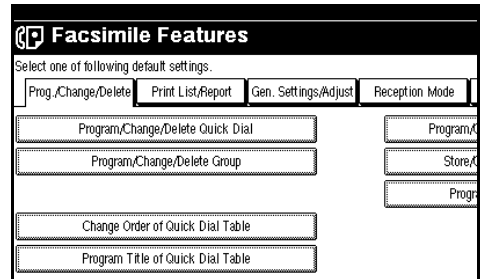 Facsimile Features
Select one of following default settings.
Prog./Change/Delete Print List/Report Gen. Settings/Adjust Reception Mode
Program/Change/Delete Quick Dial Program/
Program/Change/Delete Group Store/
Progr
Change Order of Quick Dial Table
Program Title of Quick Dial Table